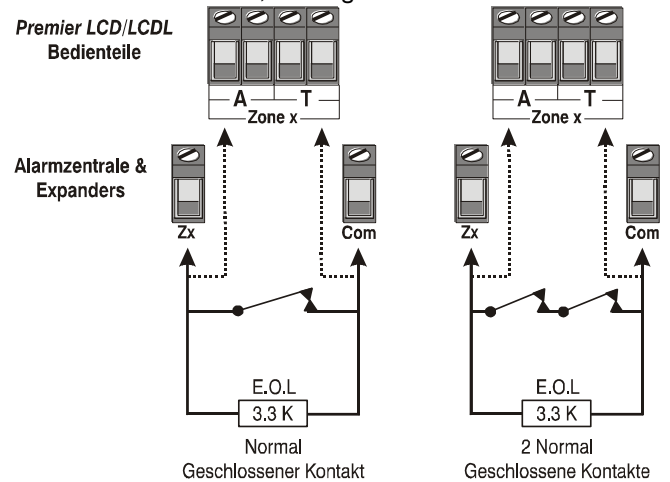 Premier LCD/LCDL
Bedienteile
A T
Zone x
A T
Zone x
Alarmzentrale &
Expanders
Zx
Com
Zx
Com
E.O.L
3.3 K
Normal
Geschlossener Kontakt
E.O.L
3.3 K
2 Normal
Geschlossene Kontakte